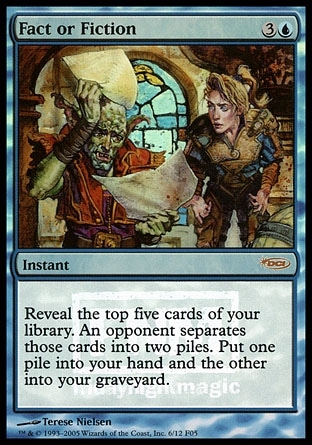 Fact or Fiction 3
Instant DCI
Reveal the top five cards of your
library. An opponent separates
those cards into two piles. Put one
pile into your hand and the other
into your graveyard.
Terese Nielsen
™ & © 1993–2005 Wizards of the Coast, Inc. 6/12 F05